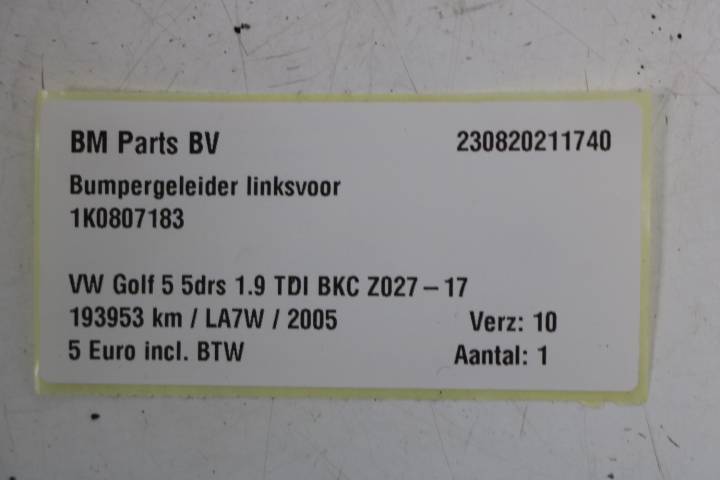 BM Parts BV 230820211740
Bumpergeleider linksvoor
1K0807183
VW Golf 5 5drs 1.9 TDI BKC Z027-17
193953 km / LA7W / 2005 Verz: 10
5 Euro incl. BTW Aantal: 1